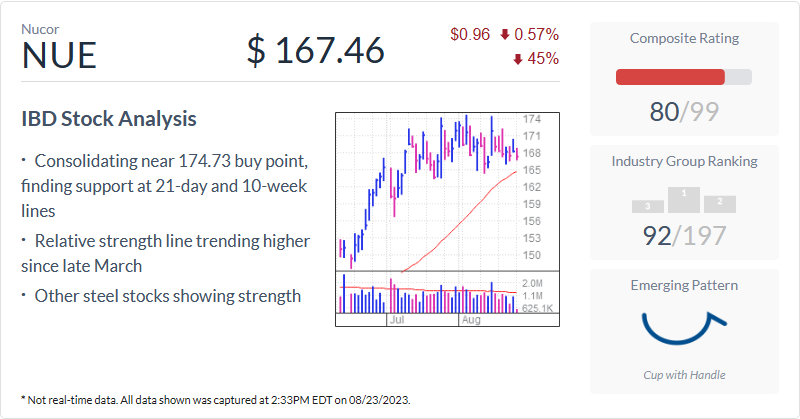 Nucor
NUE
$ 167.46
$0.96 0.57%
45%
IBD Stock Analysis
· Consolidating near 174.73 buy point,
finding support at 21-day and 10-week
lines
· Relative strength line trending higher
since late March
· Other steel stocks showing strength
174
171
168
165
162
159
156
153
150
2.0M
1.1M
625.1K
Jul
Aug
Composite Rating
80/99
Industry Group Ranking
3
1
2
92/197
Emerging Pattern
Cup with Handle
* Not real-time data. All data shown was captured at 2:33PM EDT on 08/23/2023.